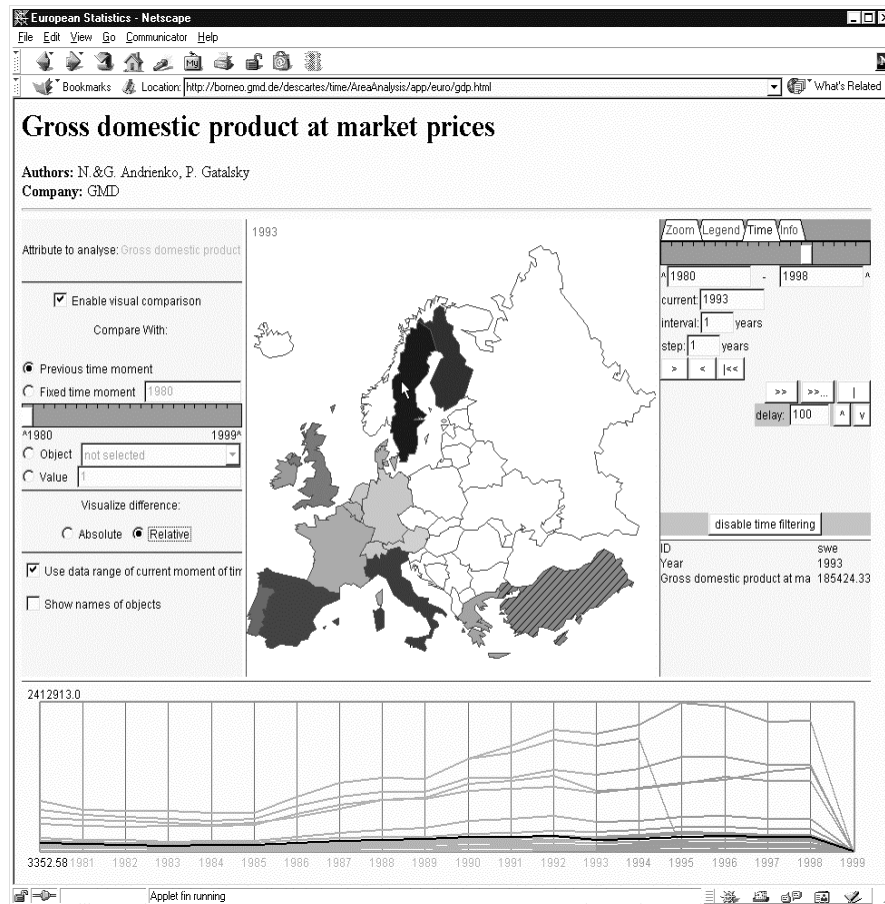 European Statistics - Netscape
File Edit View Go Communicator Help
Bookmarks Location: http://borneo.gmd.de/descartes/time/AreaAnalysis/app/euro/gdp.html What's Related
Gross domestic product at market prices
Authors: N.&G. Andrienko, P. Gatalsky
Company: GMD
Attribute to analyse: Gross domestic product
Enable visual comparison
Compare With:
Previous time moment
Fixed time moment 1980
^1980 1999^
Object not selected
Value 1
Visualize difference:
Absolute Relative
Use data range of current moment of tim
Show names of objects
1993
Zoom Legend Time Info
^ 1980 - 1998 ^
current: 1993
interval: 1 years
step: 1 years
> < |<<
>> >>... |
delay: 100 ^ v
disable time filtering
ID swe
Year 1993
Gross domestic product at ma 185424.33
2412913.0
3352.58 1981 1982 1983 1984 1985 1986 1987 1988 1989 1990 1991 1992 1993 1994 1995 1996 1997 1998 1999
Applet fin running